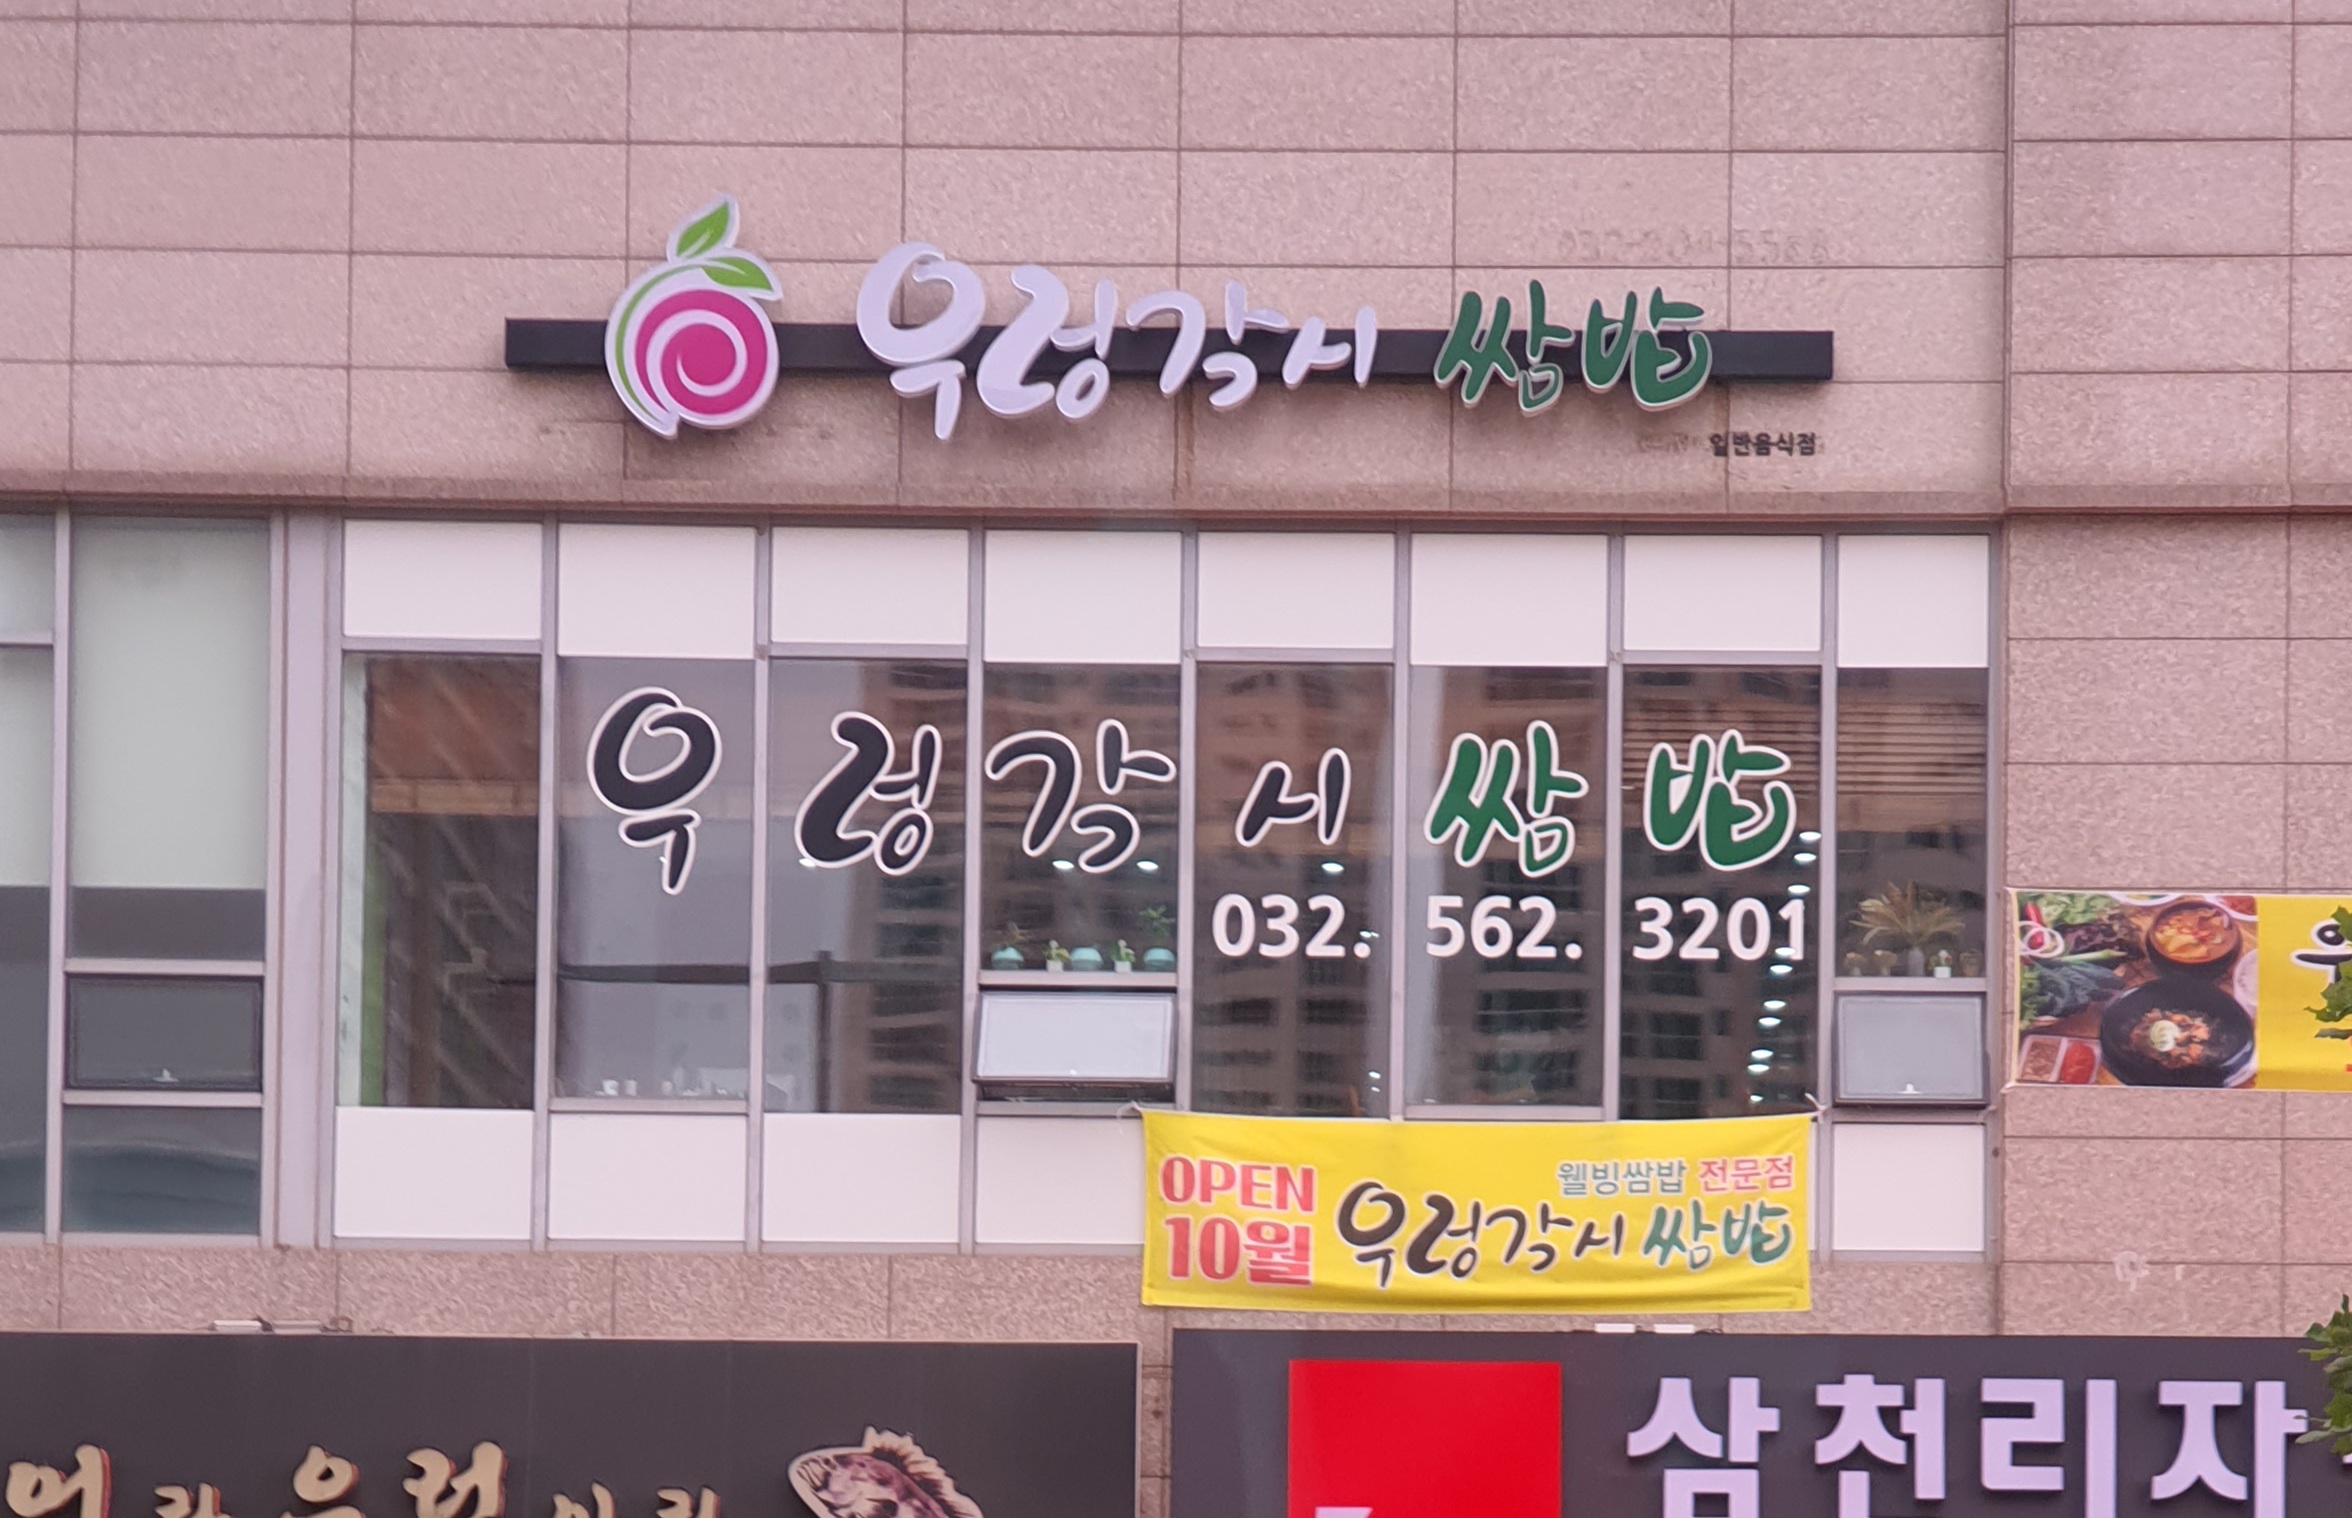 우렁각시 쌈밥
일반음식점
우렁각시 쌈밥
032. 562. 3201
OPEN
10월
웰빙쌈밥 전문점
우렁각시 쌈밥
삼천리자